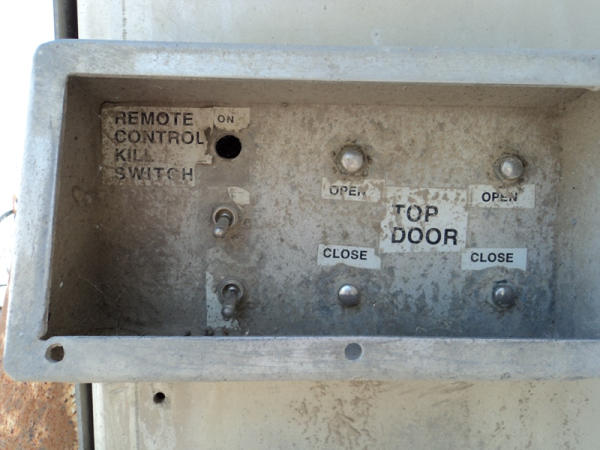 REMOTE
CONTROL
KILL
SWITCH
ON
OPEN
OPEN
TOP
DOOR
CLOSE
CLOSE